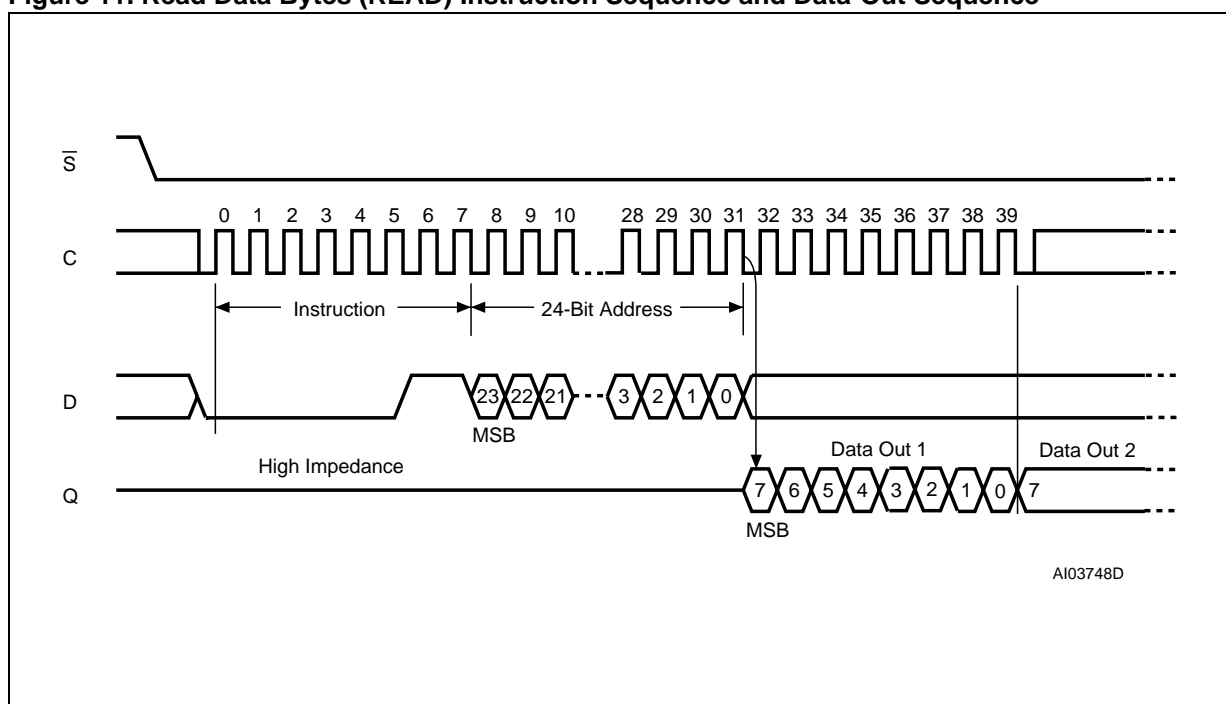 Figure 11. Read Data Bytes (READ) Instruction Sequence and Data-Out Sequence
S
0 1 2 3 4 5 6 7 8 9 10 28 29 30 31 32 33 34 35 36 37 38 39
C
Instruction 24-Bit Address
D 23 22 21 3 2 1 0
MSB
High Impedance Data Out 1 Data Out 2
Q 7 6 5 4 3 2 1 0 7
MSB
AI03748D